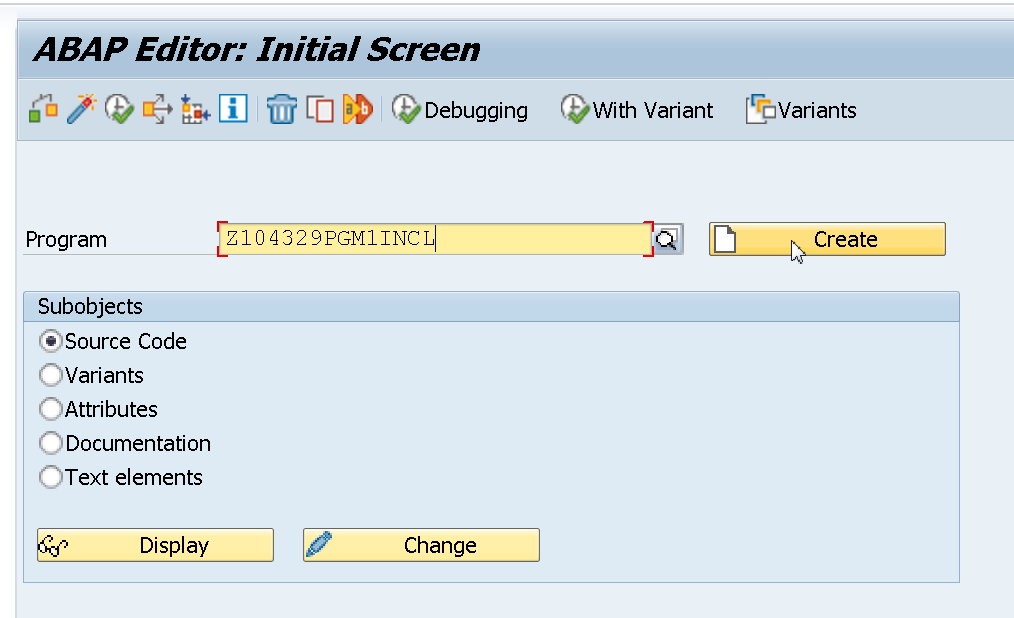 ABAP Editor: Initial Screen
Debugging With Variant Variants
Program Z104329PGM1INCL Create
Subobjects
Source Code
Variants
Attributes
Documentation
Text elements
Display Change